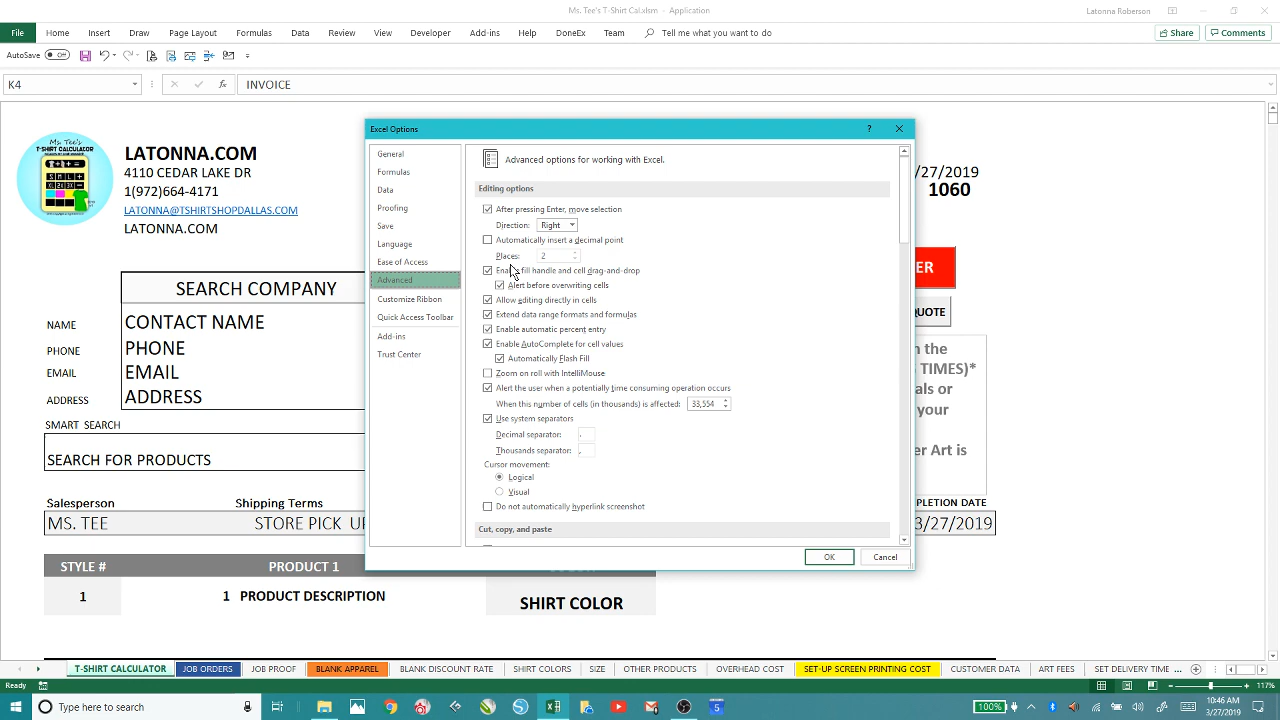 Ms. Tee's T-Shirt Cal.xlsm - Application
Latonna Roberson
File Home Insert Draw Page Layout Formulas Data Review View Developer Add-ins Help DoneEx Team Tell me what you want to do Share Comments
AutoSave Off
K4 fx INVOICE
Ms. Tee's
T-SHIRT CALCULATOR
LATONNA.COM
4110 CEDAR LAKE DR
1(972)664-4171
LATONNA@TSHIRTSHOPDALLAS.COM
LATONNA.COM
/27/2019
1060
SEARCH COMPANY
NAME CONTACT NAME
PHONE PHONE
EMAIL EMAIL
ADDRESS ADDRESS
SMART SEARCH
SEARCH FOR PRODUCTS
Salesperson Shipping Terms
MS. TEE STORE PICK UP
STYLE # PRODUCT 1
1 1 PRODUCT DESCRIPTION SHIRT COLOR
ER
QUOTE
n the
TIMES)*
als or
your
er Art is
PLETION DATE
3/27/2019
Excel Options
?
General
Formulas
Data
Proofing
Save
Language
Ease of Access
Advanced
Customize Ribbon
Quick Access Toolbar
Add-ins
Trust Center
Advanced options for working with Excel.
Editing options
After pressing Enter, move selection
Direction: Right
Automatically insert a decimal point
Places: 2
Enable fill handle and cell drag-and-drop
Alert before overwriting cells
Allow editing directly in cells
Extend data range formats and formulas
Enable automatic percent entry
Enable AutoComplete for cell values
Automatically Flash Fill
Zoom on roll with IntelliMouse
Alert the user when a potentially time consuming operation occurs
When this number of cells (in thousands) is affected: 33,554
Use system separators
Decimal separator: .
Thousands separator: ,
Cursor movement:
Logical
Visual
Do not automatically hyperlink screenshot
Cut, copy, and paste
OK Cancel
T-SHIRT CALCULATOR JOB ORDERS JOB PROOF BLANK APPAREL BLANK DISCOUNT RATE SHIRT COLORS SIZE OTHER PRODUCTS OVERHEAD COST SET-UP SCREEN PRINTING COST CUSTOMER DATA ART FEES SET DELIVERY TIME ...
Ready 117%
Type here to search 100% 10:46 AM
3/27/2019